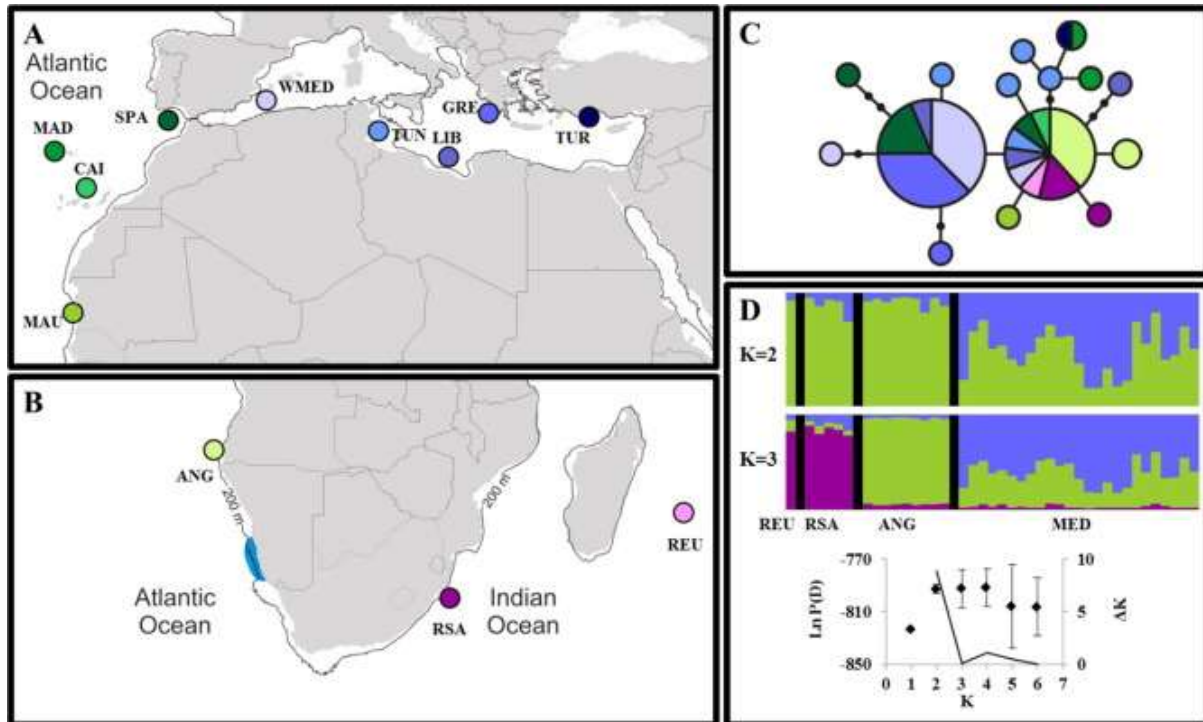 A
Atlantic
Ocean
WMED
SPA
GRE
MAD
TUN
LIB
TUR
CAI
MAU
B
ANG
200 m
200 m
REU
Atlantic
Ocean
Indian
Ocean
RSA
C
D
K=2
K=3
REU RSA ANG MED
-770
-810
-850
Ln P(D)
10
5
0
ΔK
0 1 2 3 4 5 6 7
K